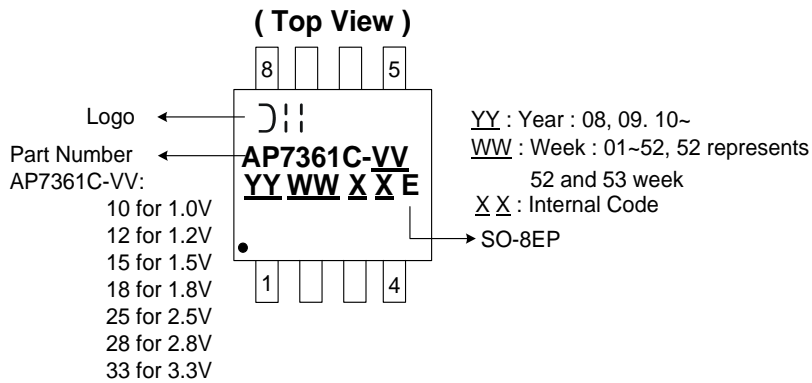 ( Top View )
8 5
Logo
Part Number
AP7361C-VV:
10 for 1.0V
12 for 1.2V
15 for 1.5V
18 for 1.8V
25 for 2.5V
28 for 2.8V
33 for 3.3V
AP7361C-VV
YY WW X X E
1 4
YY : Year : 08, 09. 10~
WW : Week : 01~52, 52 represents
52 and 53 week
X X : Internal Code
SO-8EP